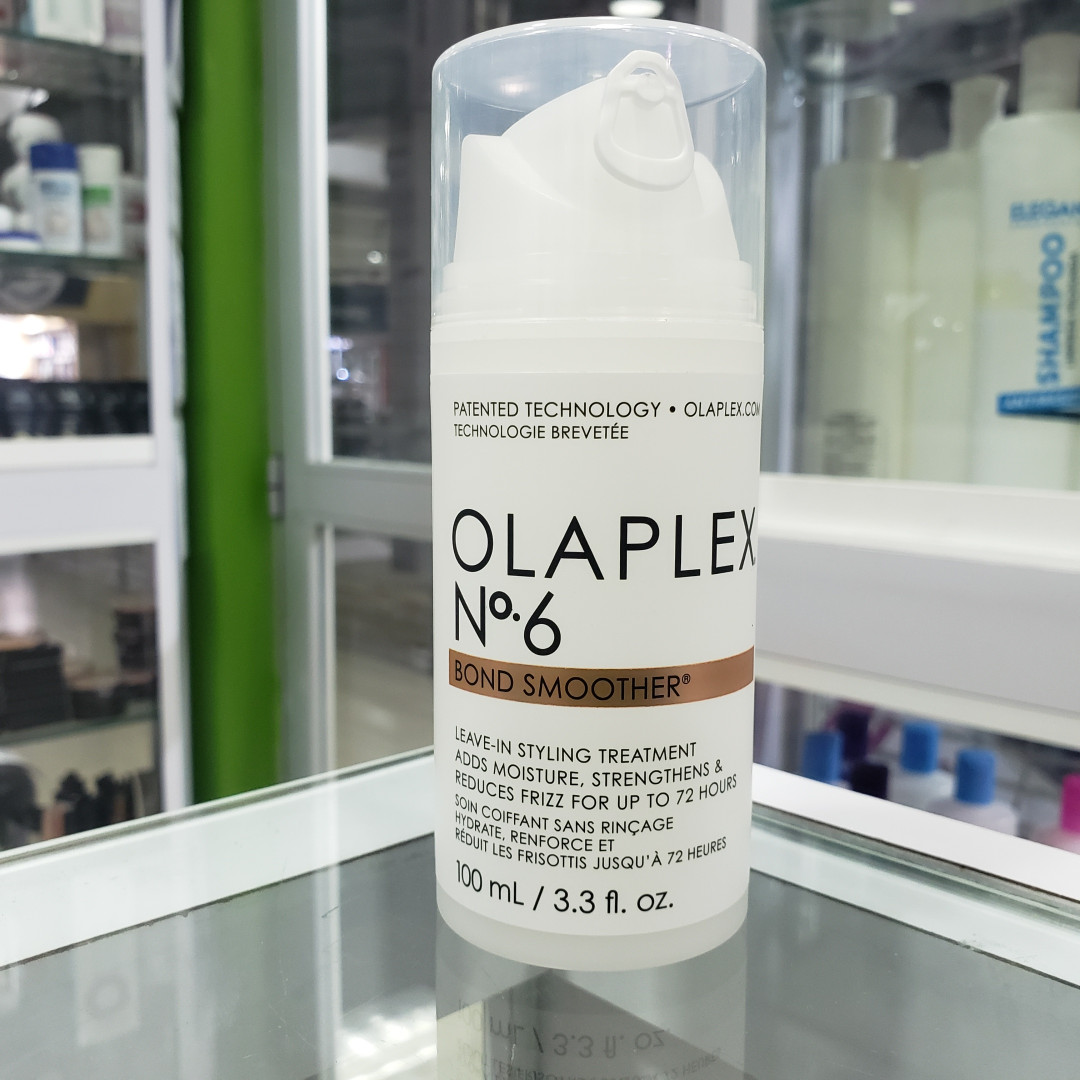 PATENTED TECHNOLOGY • OLAPLEX.COM
TECHNOLOGIE BREVETÉE
OLAPLEX.
Nº.6
BOND SMOOTHER®
LEAVE-IN STYLING TREATMENT
ADDS MOISTURE, STRENGTHENS &
REDUCES FRIZZ FOR UP TO 72 HOURS
SOIN COIFFANT SANS RINÇAGE
HYDRATE, RENFORCE ET
RÉDUIT LES FRISOTTIS JUSQU'À 72 HEURES
100 mL / 3.3 fl. oz.
SHAMPOO